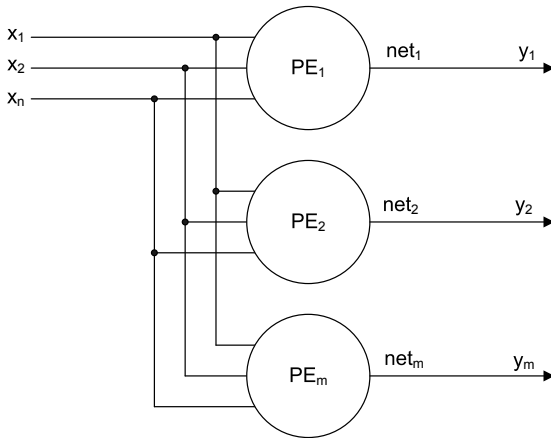 x₁
x₂
xₙ
PE₁
net₁
y₁
PE₂
net₂
y₂
PEₘ
netₘ
yₘ